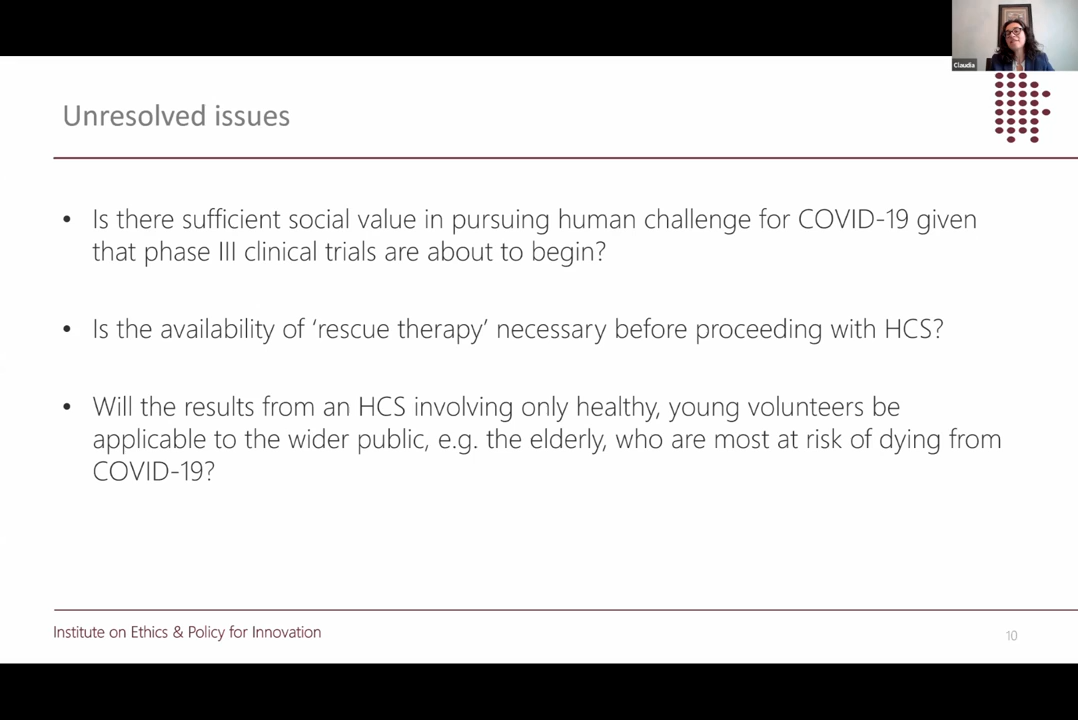 Claudia
Unresolved issues
• Is there sufficient social value in pursuing human challenge for COVID-19 given
that phase III clinical trials are about to begin?
• Is the availability of ‘rescue therapy’ necessary before proceeding with HCS?
• Will the results from an HCS involving only healthy, young volunteers be
applicable to the wider public, e.g. the elderly, who are most at risk of dying from
COVID-19?
Institute on Ethics & Policy for Innovation
10